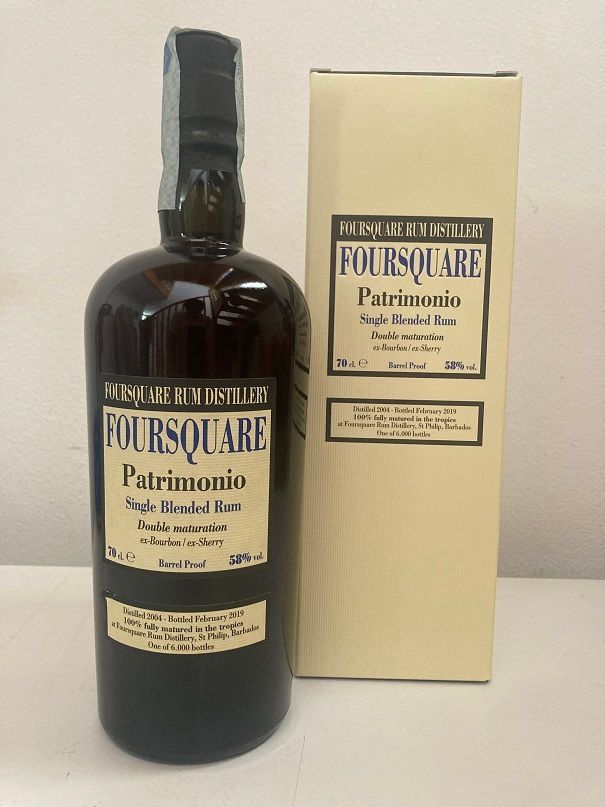 FOURSQUARE RUM DISTILLERY
FOURSQUARE
Patrimonio
Single Blended Rum
Double maturation
ex-Bourbon / ex-Sherry
70 cl. e Barrel Proof 58% vol.
Distilled 2004 - Bottled February 2019
100% fully matured in the tropics
at Foursquare Rum Distillery, St Philip, Barbados
One of 6.000 bottles
FOURSQUARE RUM DISTILLERY
FOURSQUARE
Patrimonio
Single Blended Rum
Double maturation
ex-Bourbon / ex-Sherry
70 cl. e Barrel Proof 58% vol.
Distilled 2004 - Bottled February 2019
100% fully matured in the tropics
at Foursquare Rum Distillery, St Philip, Barbados
One of 6.000 bottles